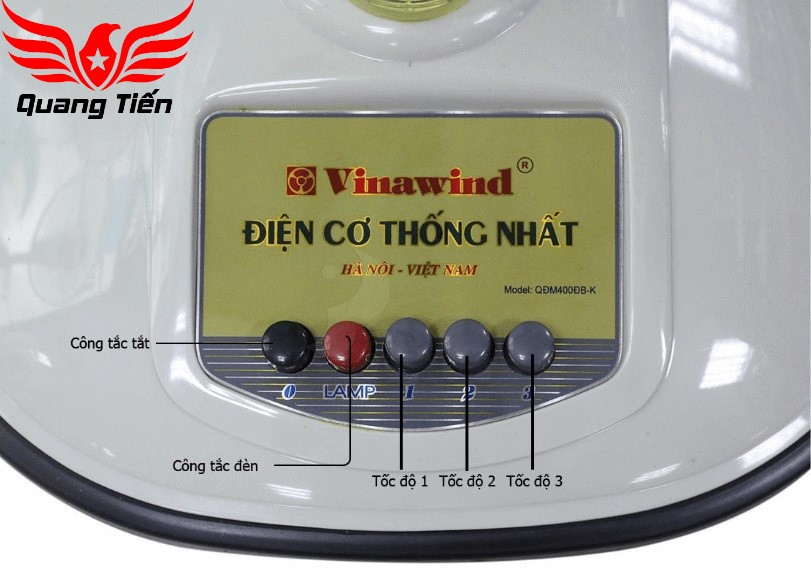 Quang Tiến
Vinawind®
ĐIỆN CƠ THỐNG NHẤT
HÀ NỘI - VIỆT NAM
Model: QĐM400ĐB-K
Công tắc tắt
0 LAMP 1 2 3
Công tắc đèn
Tốc độ 1 Tốc độ 2 Tốc độ 3